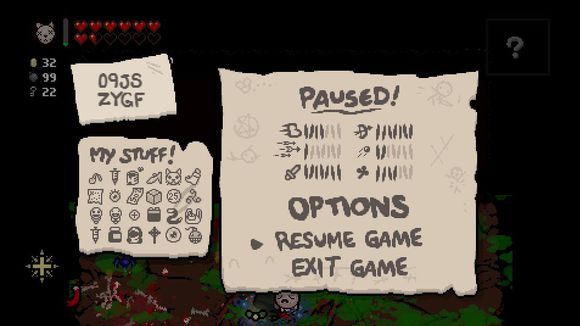 32
99
22
09JS
ZYGF
MY STUFF!
PAUSED!
OPTIONS
RESUME GAME
EXIT GAME
?